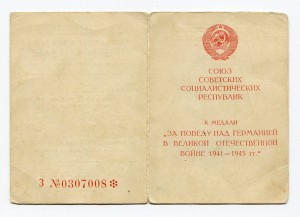 З №0307008
СОЮЗ
СОВЕТСКИХ
СОЦИАЛИСТИЧЕСКИХ
РЕСПУБЛИК
К МЕДАЛИ
„ЗА ПОБЕДУ НАД ГЕРМАНИЕЙ
В ВЕЛИКОЙ ОТЕЧЕСТВЕННОЙ
ВОЙНЕ 1941—1945 гг."